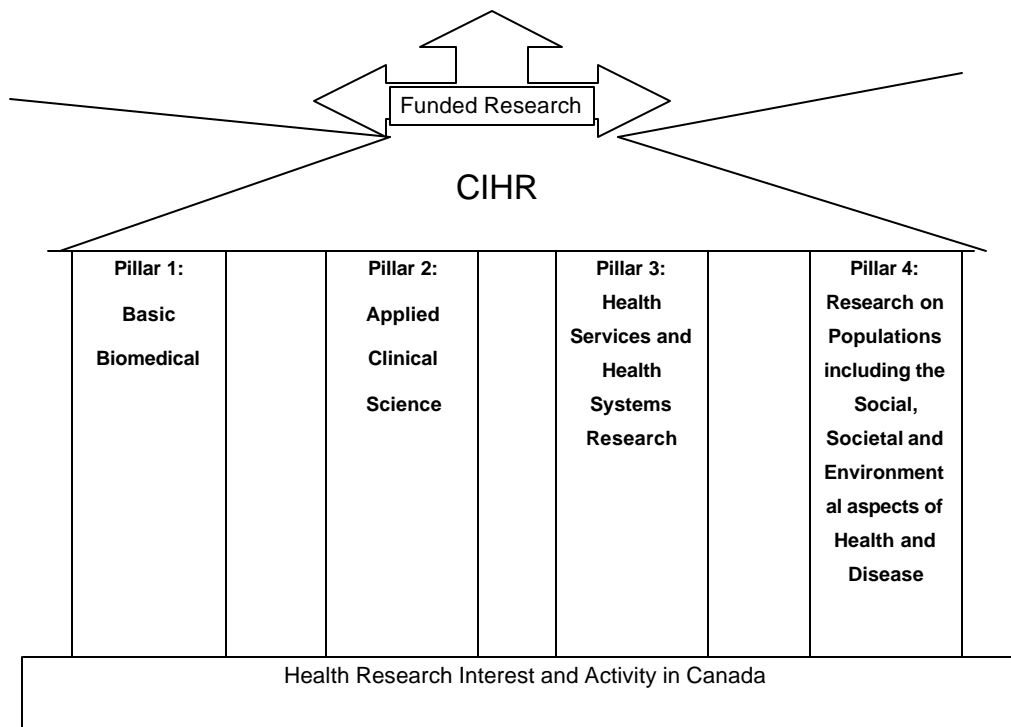 Funded Research
CIHR
Pillar 1:
Basic
Biomedical
Pillar 2:
Applied
Clinical
Science
Pillar 3:
Health
Services and
Health
Systems
Research
Pillar 4:
Research on
Populations
including the
Social,
Societal and
Environment
al aspects of
Health and
Disease
Health Research Interest and Activity in Canada